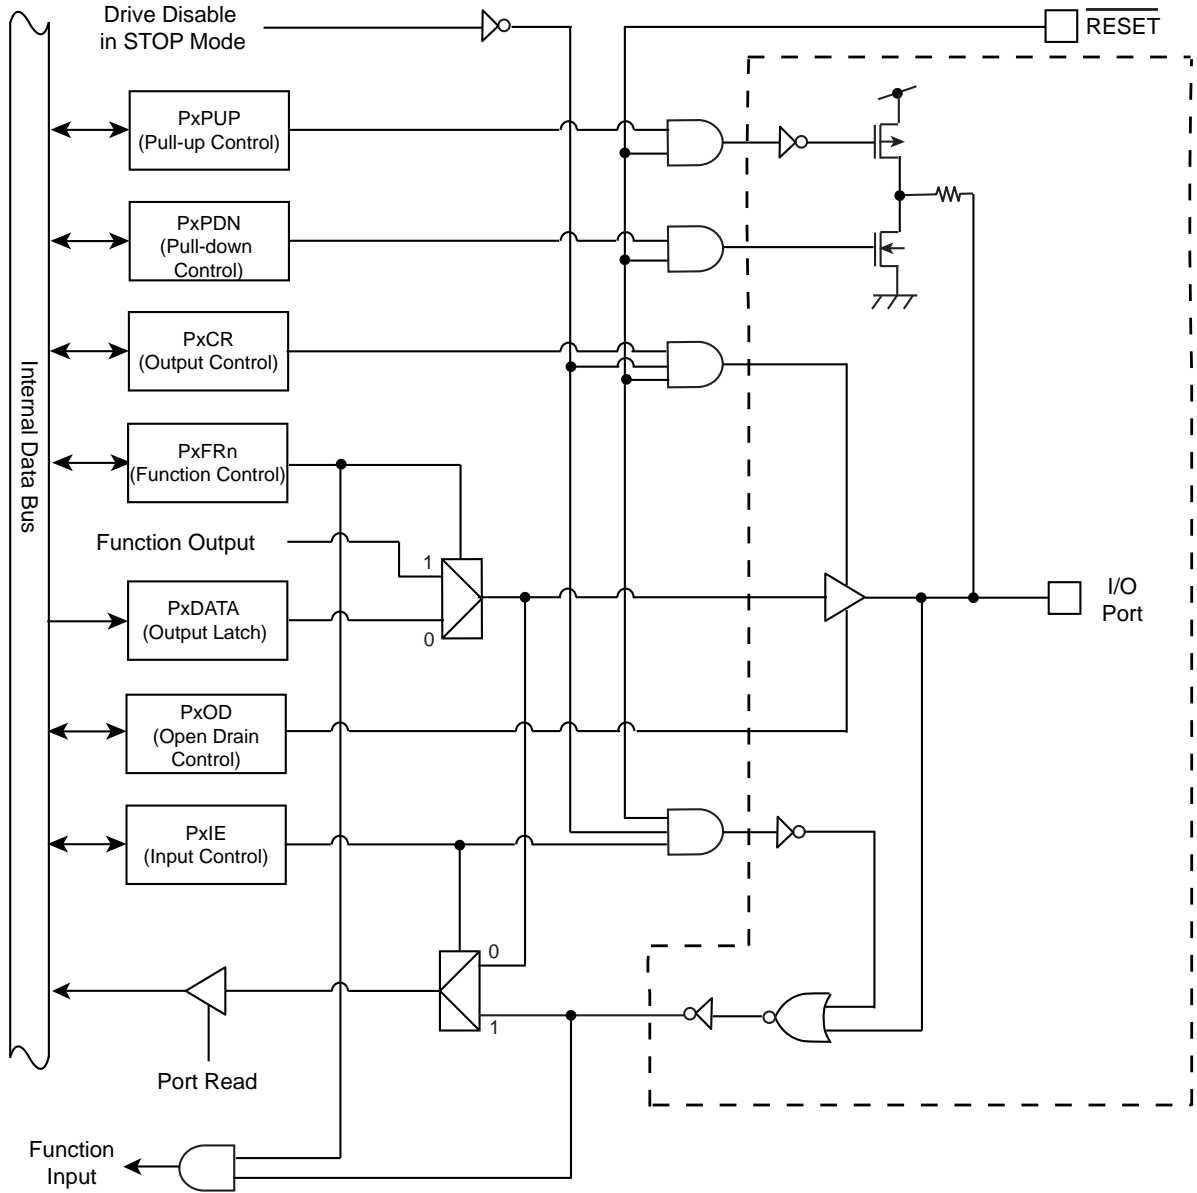 Drive Disable
in STOP Mode
RESET
PxPUP
(Pull-up Control)
PxPDN
(Pull-down
Control)
PxCR
(Output Control)
Internal Data Bus
PxFRn
(Function Control)
Function Output
1
PxDATA
(Output Latch)
0
I/O
Port
PxOD
(Open Drain
Control)
PxIE
(Input Control)
0
1
Port Read
Function
Input